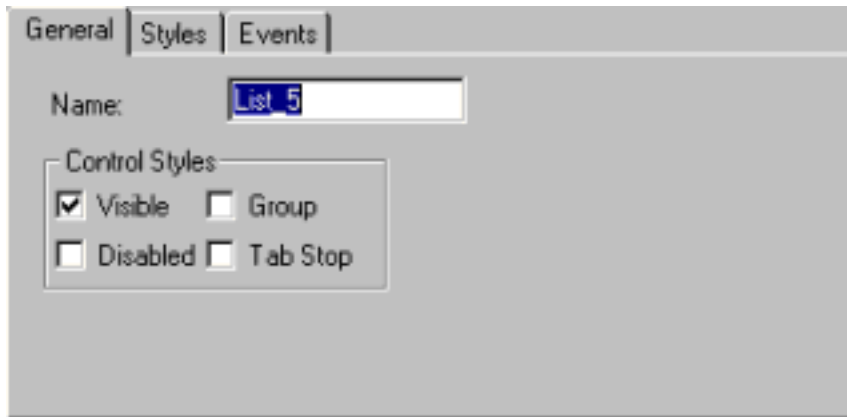 General Styles Events
Name: List_5
Control Styles
Visible Group
Disabled Tab Stop